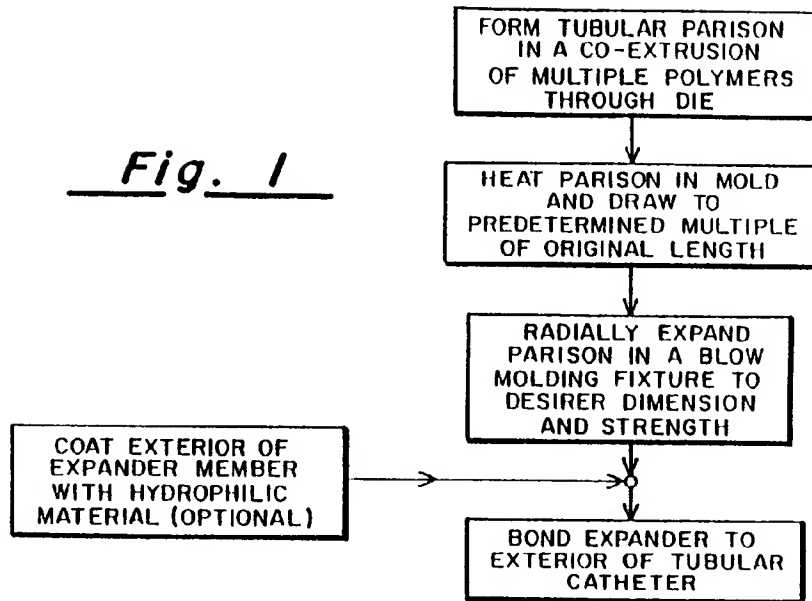 Fig. 1
FORM TUBULAR PARISON
IN A CO-EXTRUSION
OF MULTIPLE POLYMERS
THROUGH DIE
HEAT PARISON IN MOLD
AND DRAW TO
PREDETERMINED MULTIPLE
OF ORIGINAL LENGTH
RADIALLY EXPAND
PARISON IN A BLOW
MOLDING FIXTURE TO
DESIRER DIMENSION
AND STRENGTH
COAT EXTERIOR OF
EXPANDER MEMBER
WITH HYDROPHILIC
MATERIAL (OPTIONAL)
BOND EXPANDER TO
EXTERIOR OF TUBULAR
CATHETER